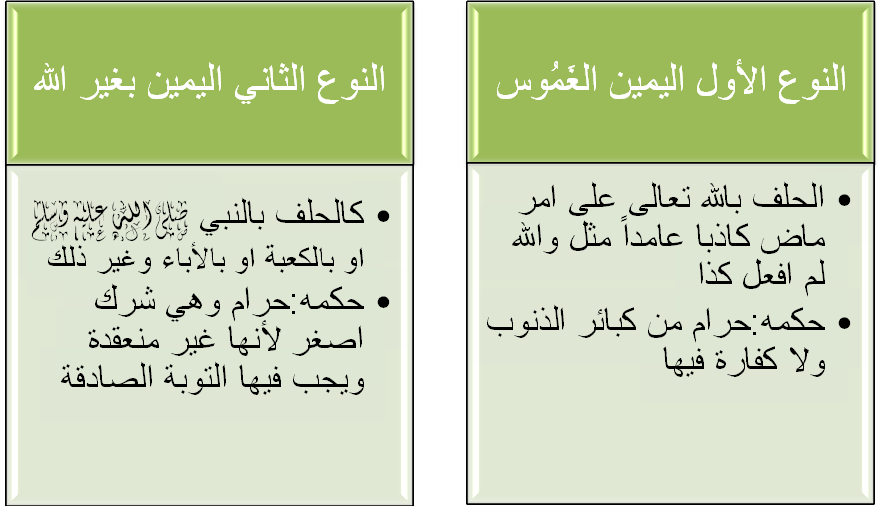 النوع الأول اليمين الغَمُوس
• الحلف بالله تعالى على امر
ماض كاذبا عامداً مثل والله
لم افعل كذا
• حكمه:حرام من كبائر الذنوب
ولا كفارة فيها
النوع الثاني اليمين بغير الله
• كالحلف بالنبي صلى الله عليه وسلم
او بالكعبة او بالأباء وغير ذلك
• حكمه:حرام وهي شرك
اصغر لأنها غير منعقدة
ويجب فيها التوبة الصادقة